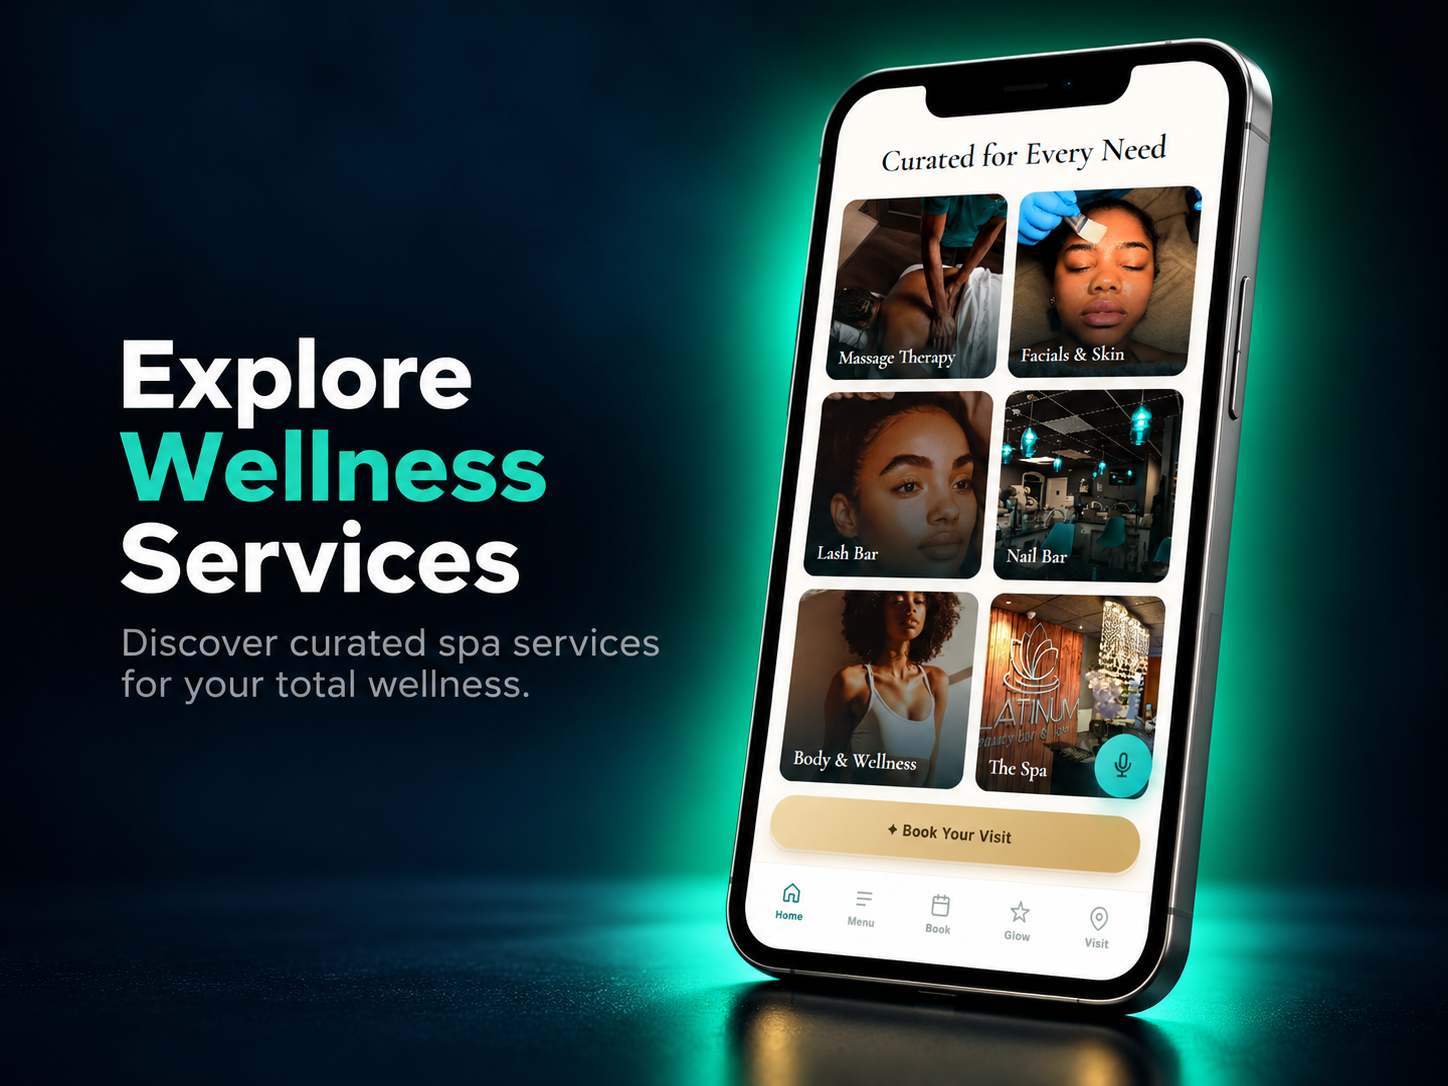 Explore
Wellness
Services
Discover curated spa services
for your total wellness.
Curated for Every Need
Massage Therapy
Facials & Skin
Lash Bar
Nail Bar
Body & Wellness
LATINUM
The Spa
Book Your Visit
Home
Menu
Book
Glow
Visit